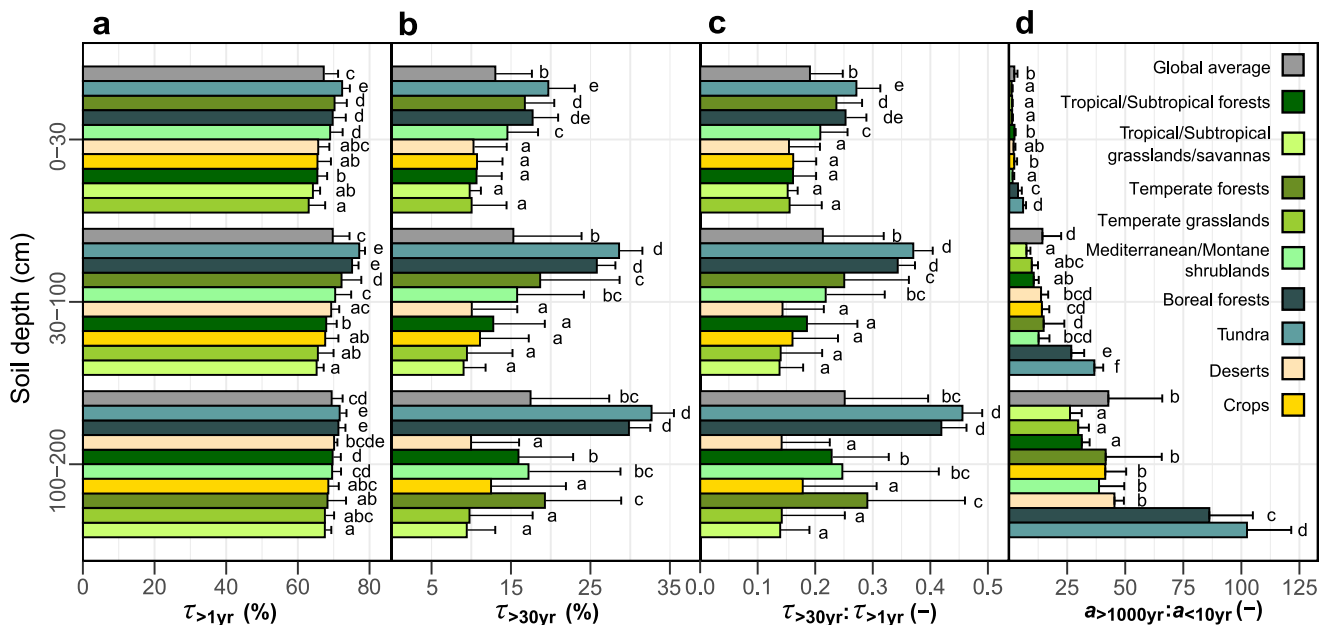 a
b
c
d
Soil depth (cm)
0−30
c
e
d
d
d
abc
ab
b
ab
a
30−100
c
e
e
d
c
ac
b
ab
ab
a
100−200
cd
e
e
bcde
d
cd
abc
ab
abc
a
0 20 40 60 80
τ>1yr (%)
b
e
d
de
c
a
a
a
a
a
b
d
d
c
bc
a
a
a
a
a
bc
d
d
a
b
bc
a
c
a
a
5 15 25 35
τ>30yr (%)
b
e
d
de
c
a
a
a
a
a
b
d
d
c
bc
a
a
a
a
a
bc
d
d
a
b
bc
a
c
a
a
0.0 0.1 0.2 0.3 0.4 0.5
τ>30yr:τ>1yr (−)
b
a
a
a
b
ab
b
a
c
d
c
a
abc
ab
bcd
cd
d
bcd
e
f
b
a
a
a
b
b
b
b
c
d
25 50 75 100 125
a>1000yr:a<10yr (−)
Global average
Tropical/Subtropical forests
Tropical/Subtropical
grasslands/savannas
Temperate forests
Temperate grasslands
Mediterranean/Montane
shrublands
Boreal forests
Tundra
Deserts
Crops